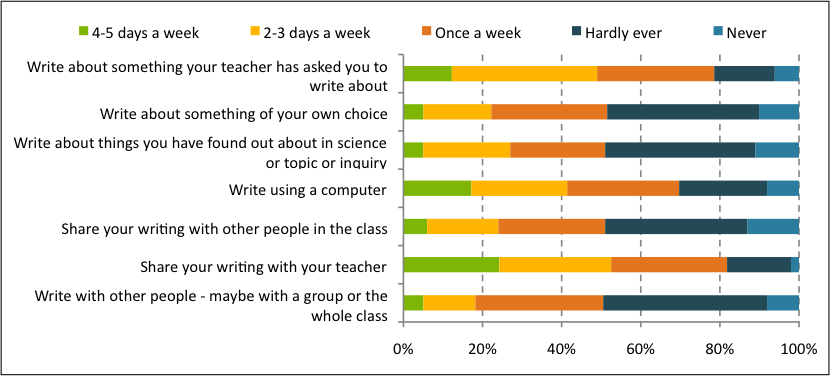 4-5 days a week 2-3 days a week Once a week Hardly ever Never
Write about something your teacher has asked you to
write about
Write about something of your own choice
Write about things you have found out about in science
or topic or inquiry
Write using a computer
Share your writing with other people in the class
Share your writing with your teacher
Write with other people - maybe with a group or the
whole class
0% 20% 40% 60% 80% 100%